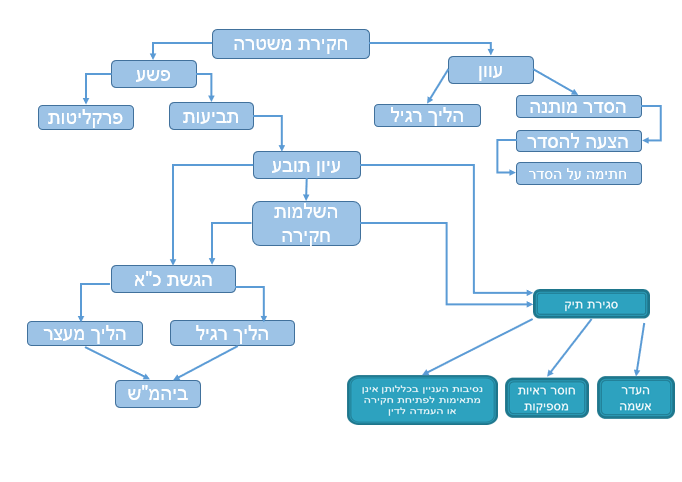 חקירת משטרה
פשע
עוון
פרקליטות
תביעות
הליך רגיל
הסדר מותנה
הצעה להסדר
חתימה על הסדר
עיון תובע
השלמות
חקירה
הגשת כ"א
סגירת תיק
הליך מעצר
הליך רגיל
ביהמ"ש
נסיבות העניין בכללותן אינן
מתאימות לפתיחת חקירה
או העמדה לדין
חוסר ראיות
מספיקות
העדר
אשמה